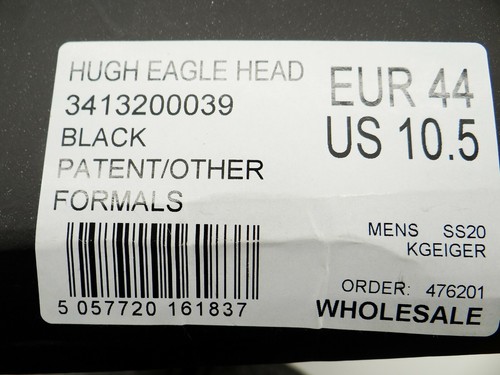 HUGH EAGLE HEAD
3413200039
BLACK
PATENT/OTHER
FORMALS
EUR 44
US 10.5
MENS SS20
KGEIGER
ORDER: 476201
WHOLESALE
5 057720 161837